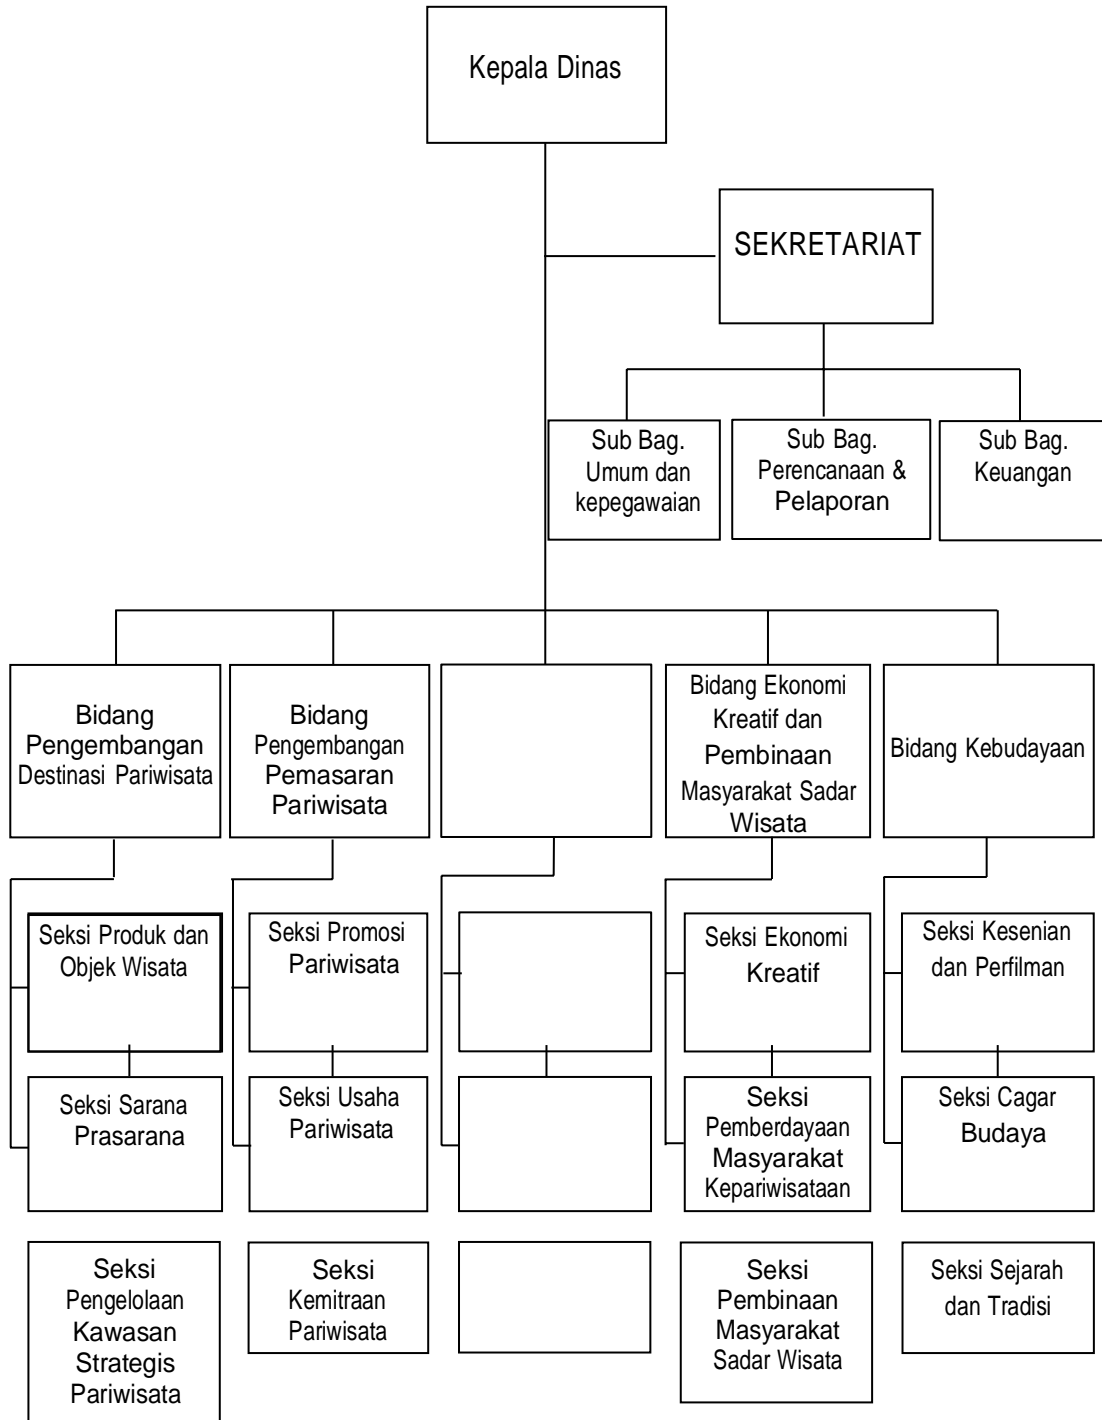 Kepala Dinas
SEKRETARIAT
Sub Bag.
Umum dan
kepegawaian
Sub Bag.
Perencanaan &
Pelaporan
Sub Bag.
Keuangan
Bidang
Pengembangan
Destinasi Pariwisata
Bidang
Pengembangan
Pemasaran
Pariwisata
Bidang Ekonomi
Kreatif dan
Pembinaan
Masyarakat Sadar
Wisata
Bidang Kebudayaan
Seksi Produk dan
Objek Wisata
Seksi Promosi
Pariwisata
Seksi Ekonomi
Kreatif
Seksi Kesenian
dan Perfilman
Seksi Sarana
Prasarana
Seksi Usaha
Pariwisata
Seksi
Pemberdayaan
Masyarakat
Kepariwisataan
Seksi Cagar
Budaya
Seksi
Pengelolaan
Kawasan
Strategis
Pariwisata
Seksi
Kemitraan
Pariwisata
Seksi
Pembinaan
Masyarakat
Sadar Wisata
Seksi Sejarah
dan Tradisi